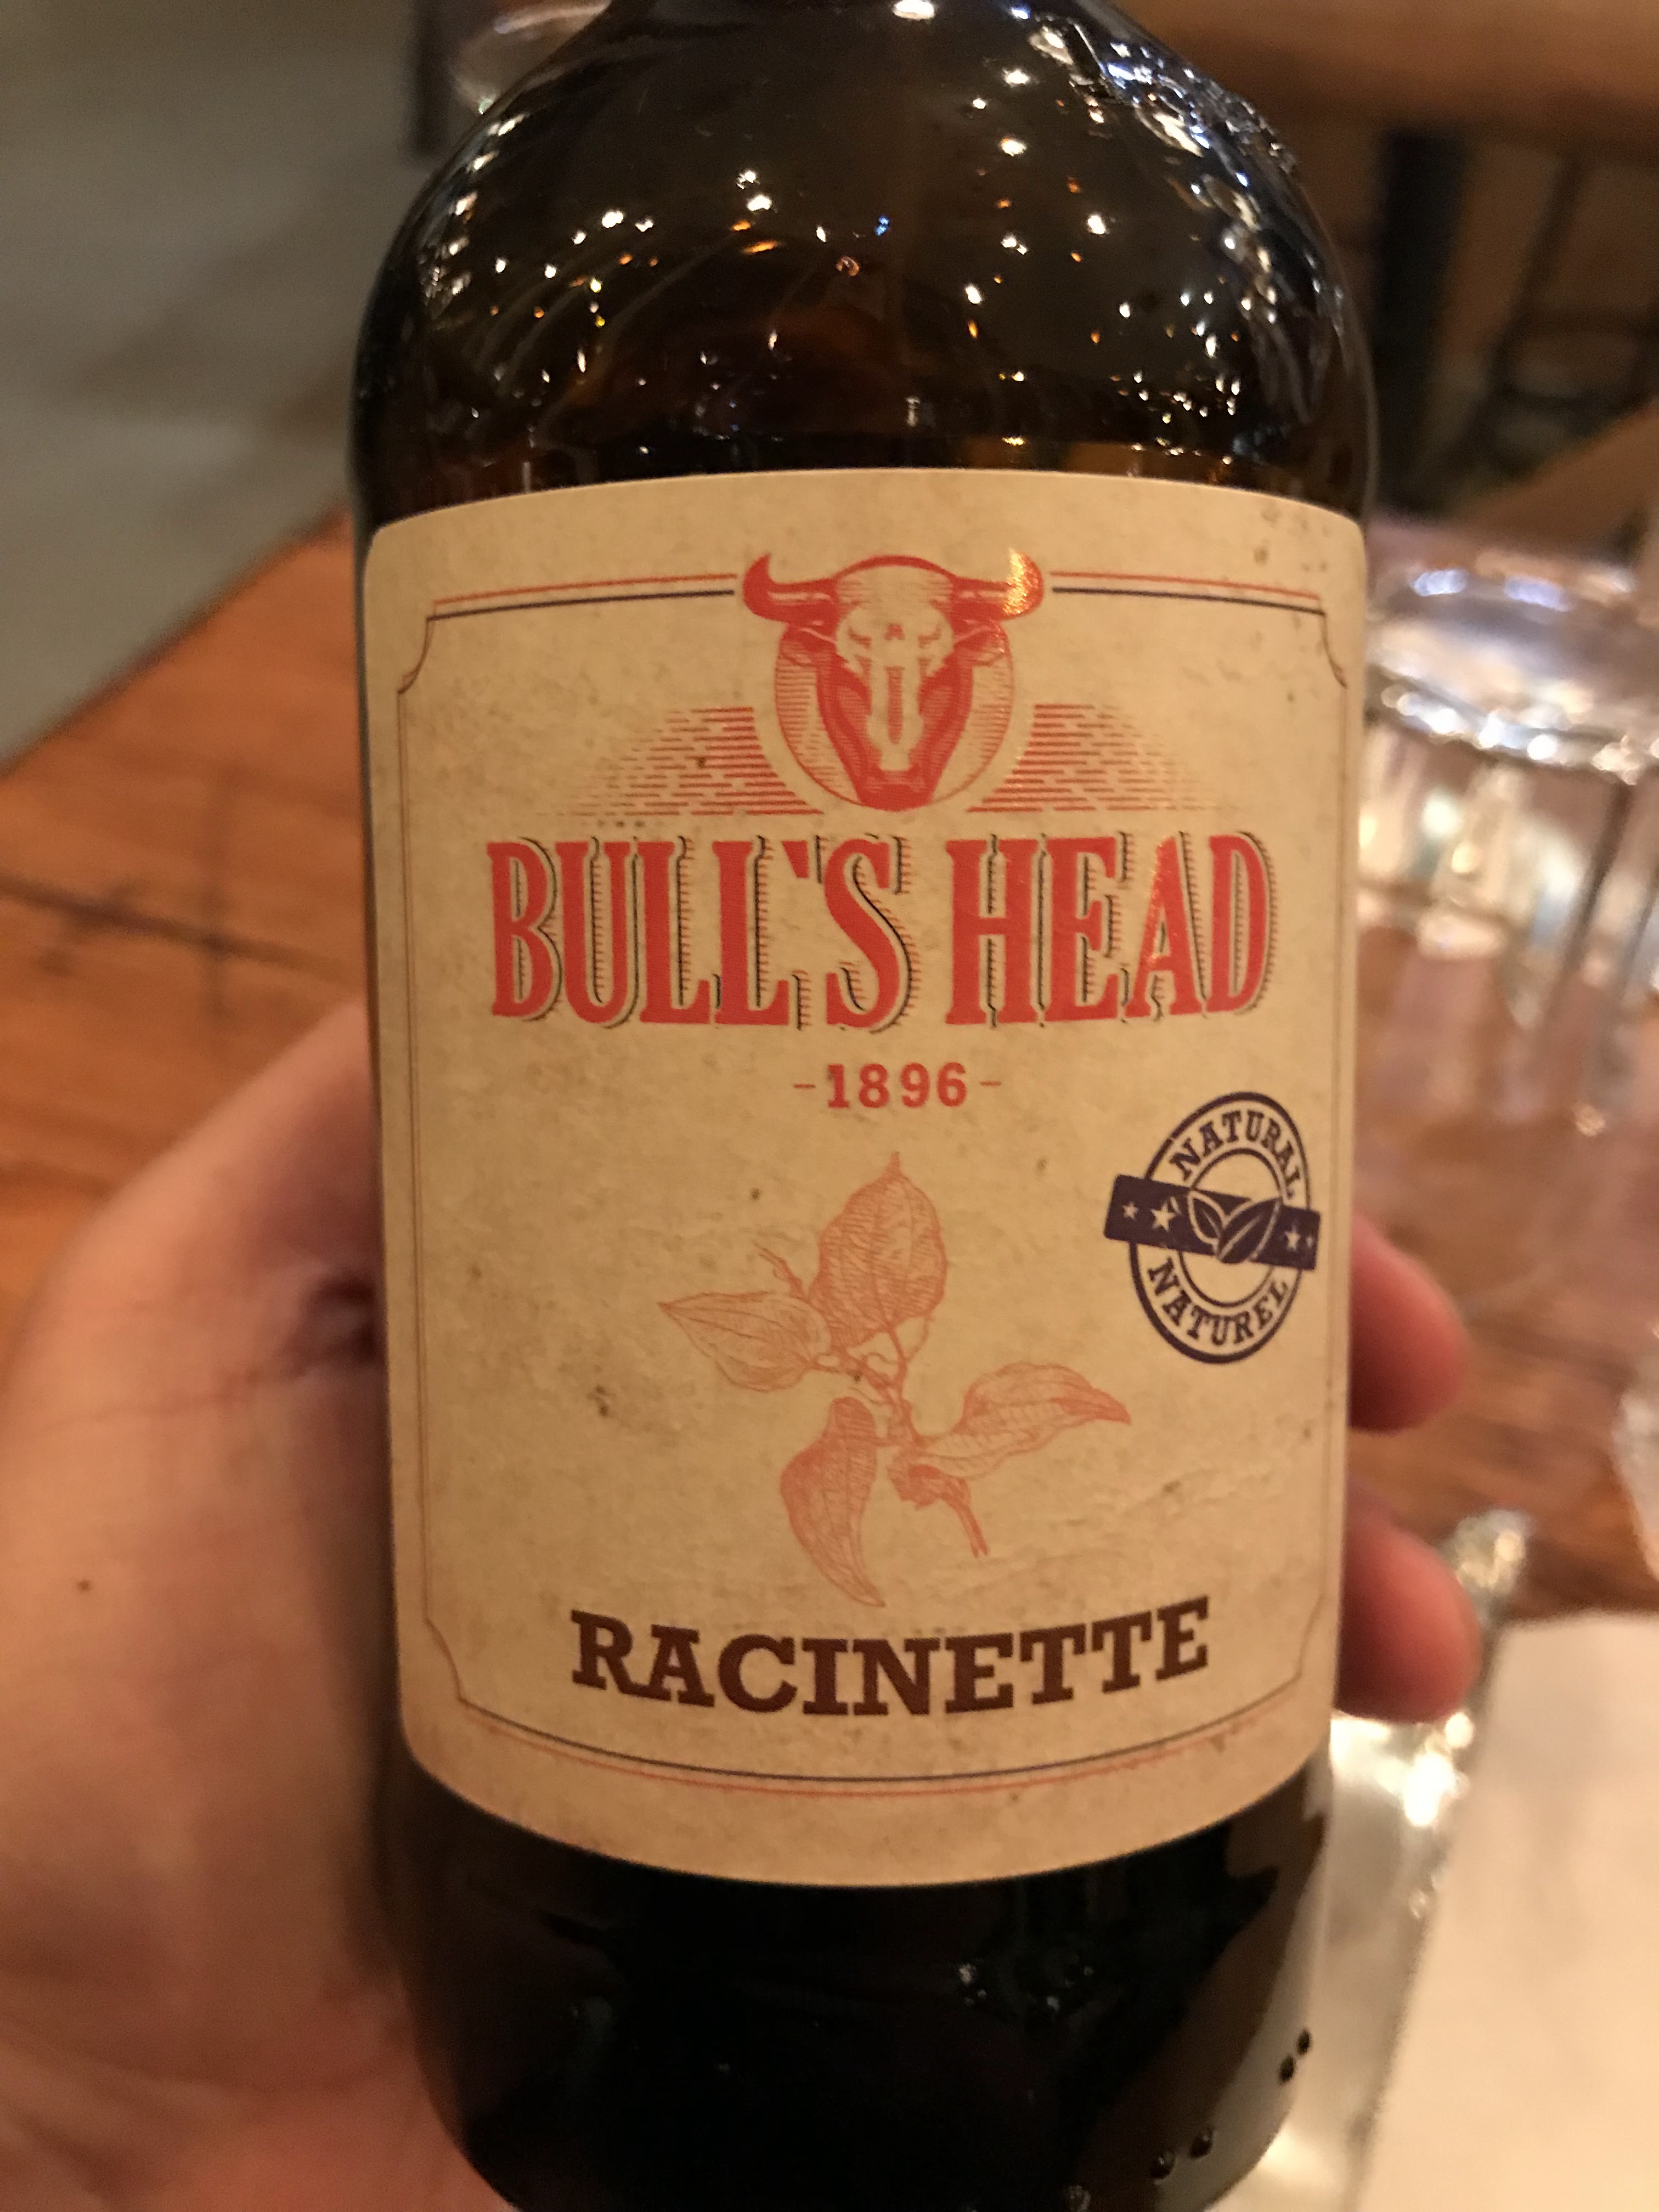 BULL'S HEAD
-1896-
NATURAL
NATUREL
RACINETTE